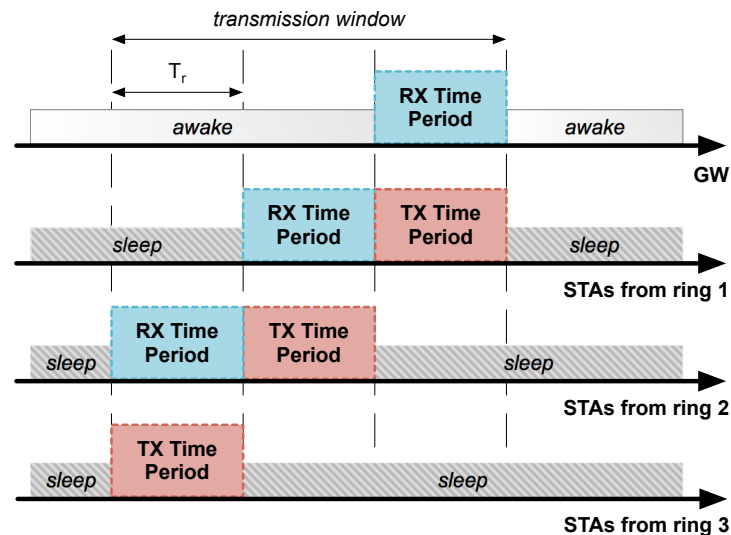 transmission window
Tr
RX Time
Period
awake
awake
GW
RX Time
Period
TX Time
Period
sleep
sleep
STAs from ring 1
RX Time
Period
TX Time
Period
sleep
sleep
STAs from ring 2
TX Time
Period
sleep
sleep
STAs from ring 3